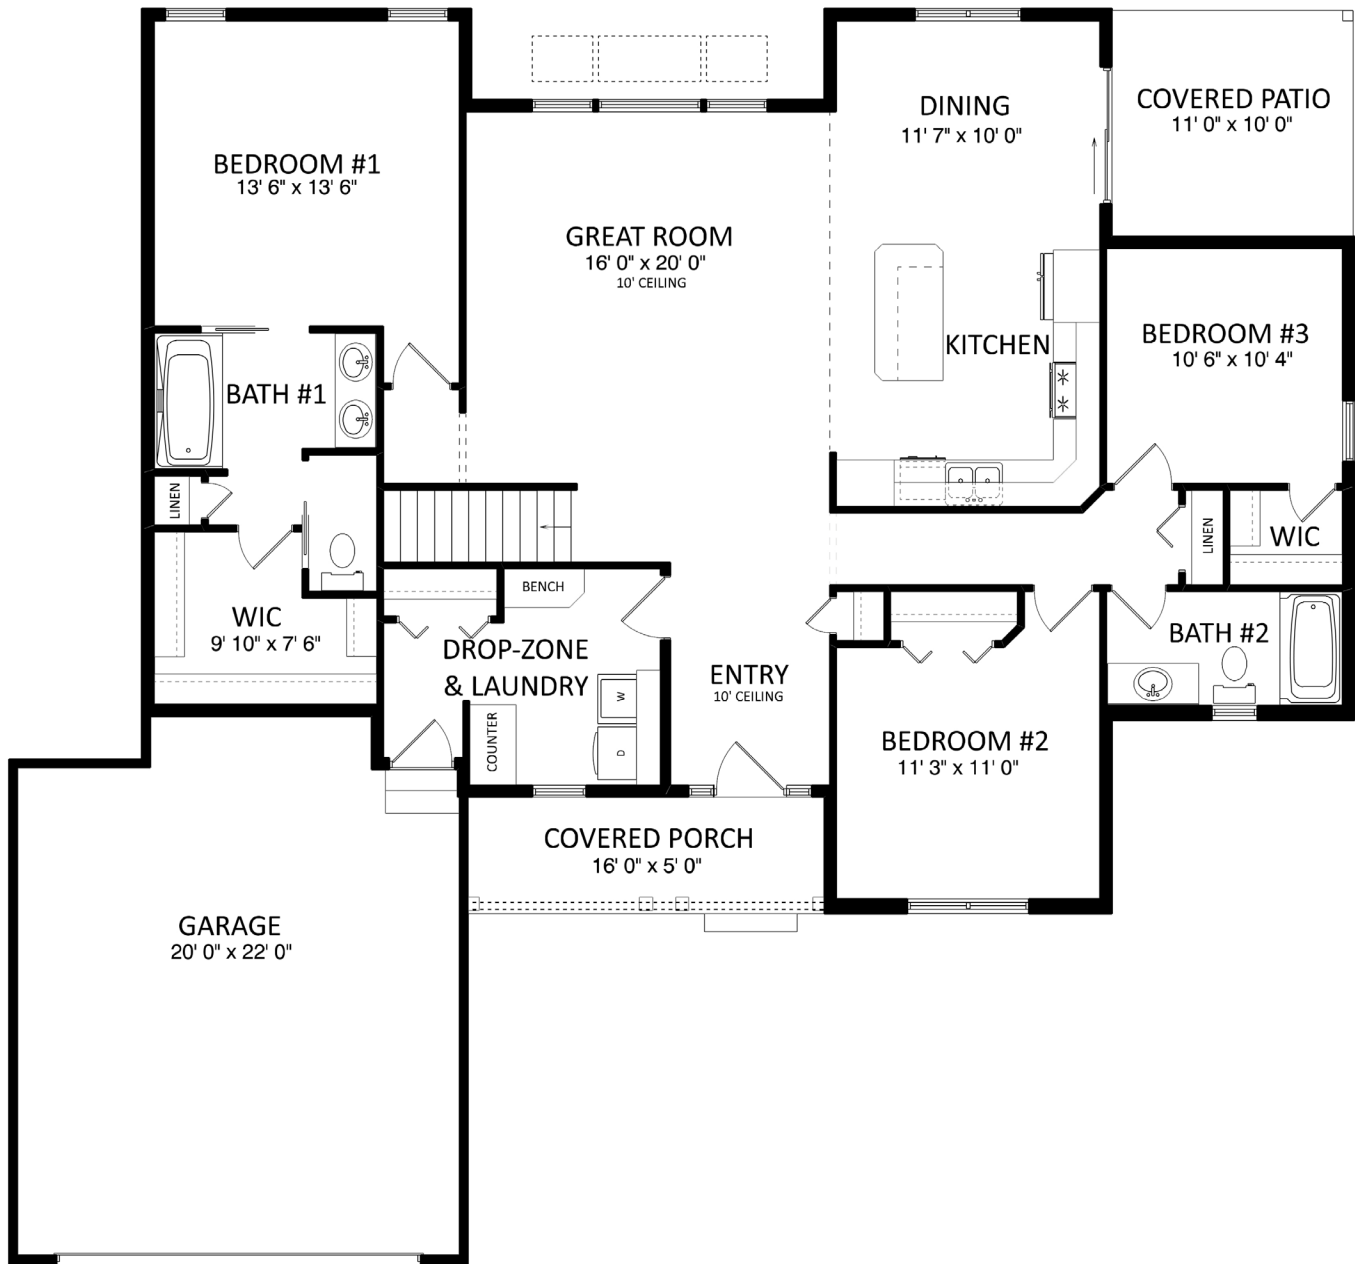 BEDROOM #1
13' 6" x 13' 6"
GREAT ROOM
16' 0" x 20' 0"
10' CEILING
DINING
11' 7" x 10' 0"
COVERED PATIO
11' 0" x 10' 0"
KITCHEN
BEDROOM #3
10' 6" x 10' 4"
BATH #1
LINEN
WIC
9' 10" x 7' 6"
BENCH
DROP-ZONE
& LAUNDRY
W
D
COUNTER
ENTRY
10' CEILING
LINEN
WIC
BATH #2
BEDROOM #2
11' 3" x 11' 0"
COVERED PORCH
16' 0" x 5' 0"
GARAGE
20' 0" x 22' 0"